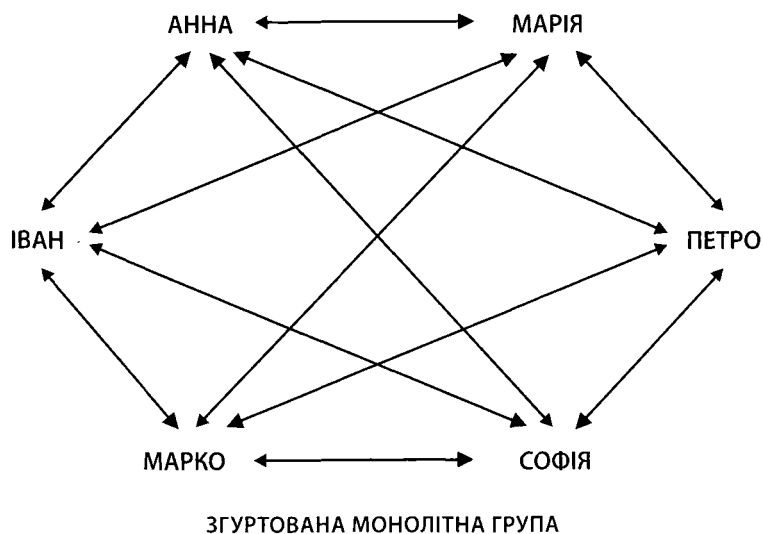 АННА МАРІЯ
ІВАН ПЕТРО
МАРКО СОФІЯ
ЗГУРТОВАНА МОНОЛІТНА ГРУПА